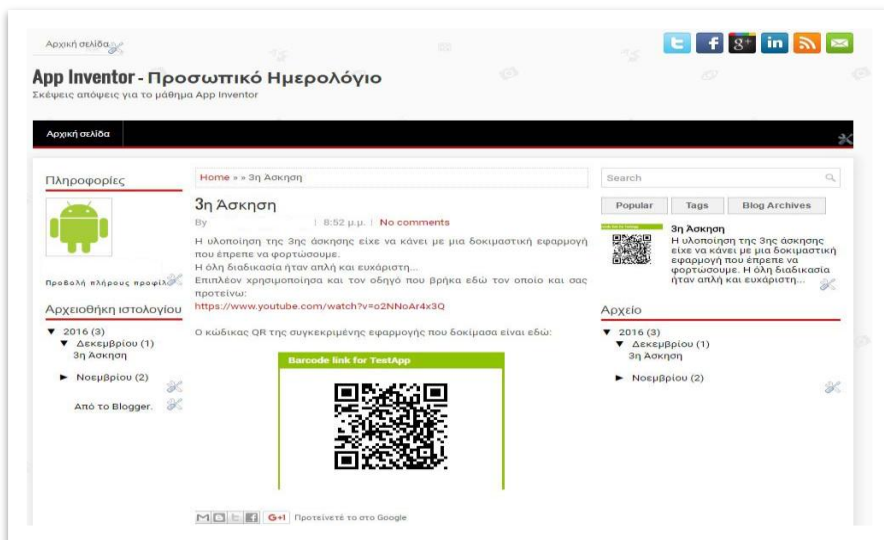 Αρχική σελίδα
App Inventor - Προσωπικό Ημερολόγιο
Σκέψεις απόψεις για το μάθημα App Inventor
Αρχική σελίδα
Πληροφορίες
Προβολή πλήρους προφίλ
Αρχειοθήκη ιστολογίου
▼ 2016 (3)
▼ Δεκεμβρίου (1)
3η Άσκηση
► Νοεμβρίου (2)
Από το Blogger.
Home » » 3η Άσκηση
3η Άσκηση
By | 8:52 μ.μ. | No comments
Η υλοποίηση της 3ης άσκησης είχε να κάνει με μια δοκιμαστική εφαρμογή
που έπρεπε να φορτώσουμε.
Η όλη διαδικασία ήταν απλή και ευχάριστη...
Επιπλέον χρησιμοποίησα και τον οδηγό που βρήκα εδώ τον οποίο και σας
προτείνω:
https://www.youtube.com/watch?v=o2NNoAr4x3Q
Ο κώδικας QR της συγκεκριμένης εφαρμογής που δοκίμασα είναι εδώ:
Barcode link for TestApp
G+1 Προτείνετέ το στο Google
Search
Popular Tags Blog Archives
3η Άσκηση
Η υλοποίηση της 3ης άσκησης
είχε να κάνει με μια δοκιμαστική
εφαρμογή που έπρεπε να
φορτώσουμε. Η όλη διαδικασία
ήταν απλή και ευχάριστη...
Αρχείο
▼ 2016 (3)
▼ Δεκεμβρίου (1)
3η Άσκηση
► Νοεμβρίου (2)